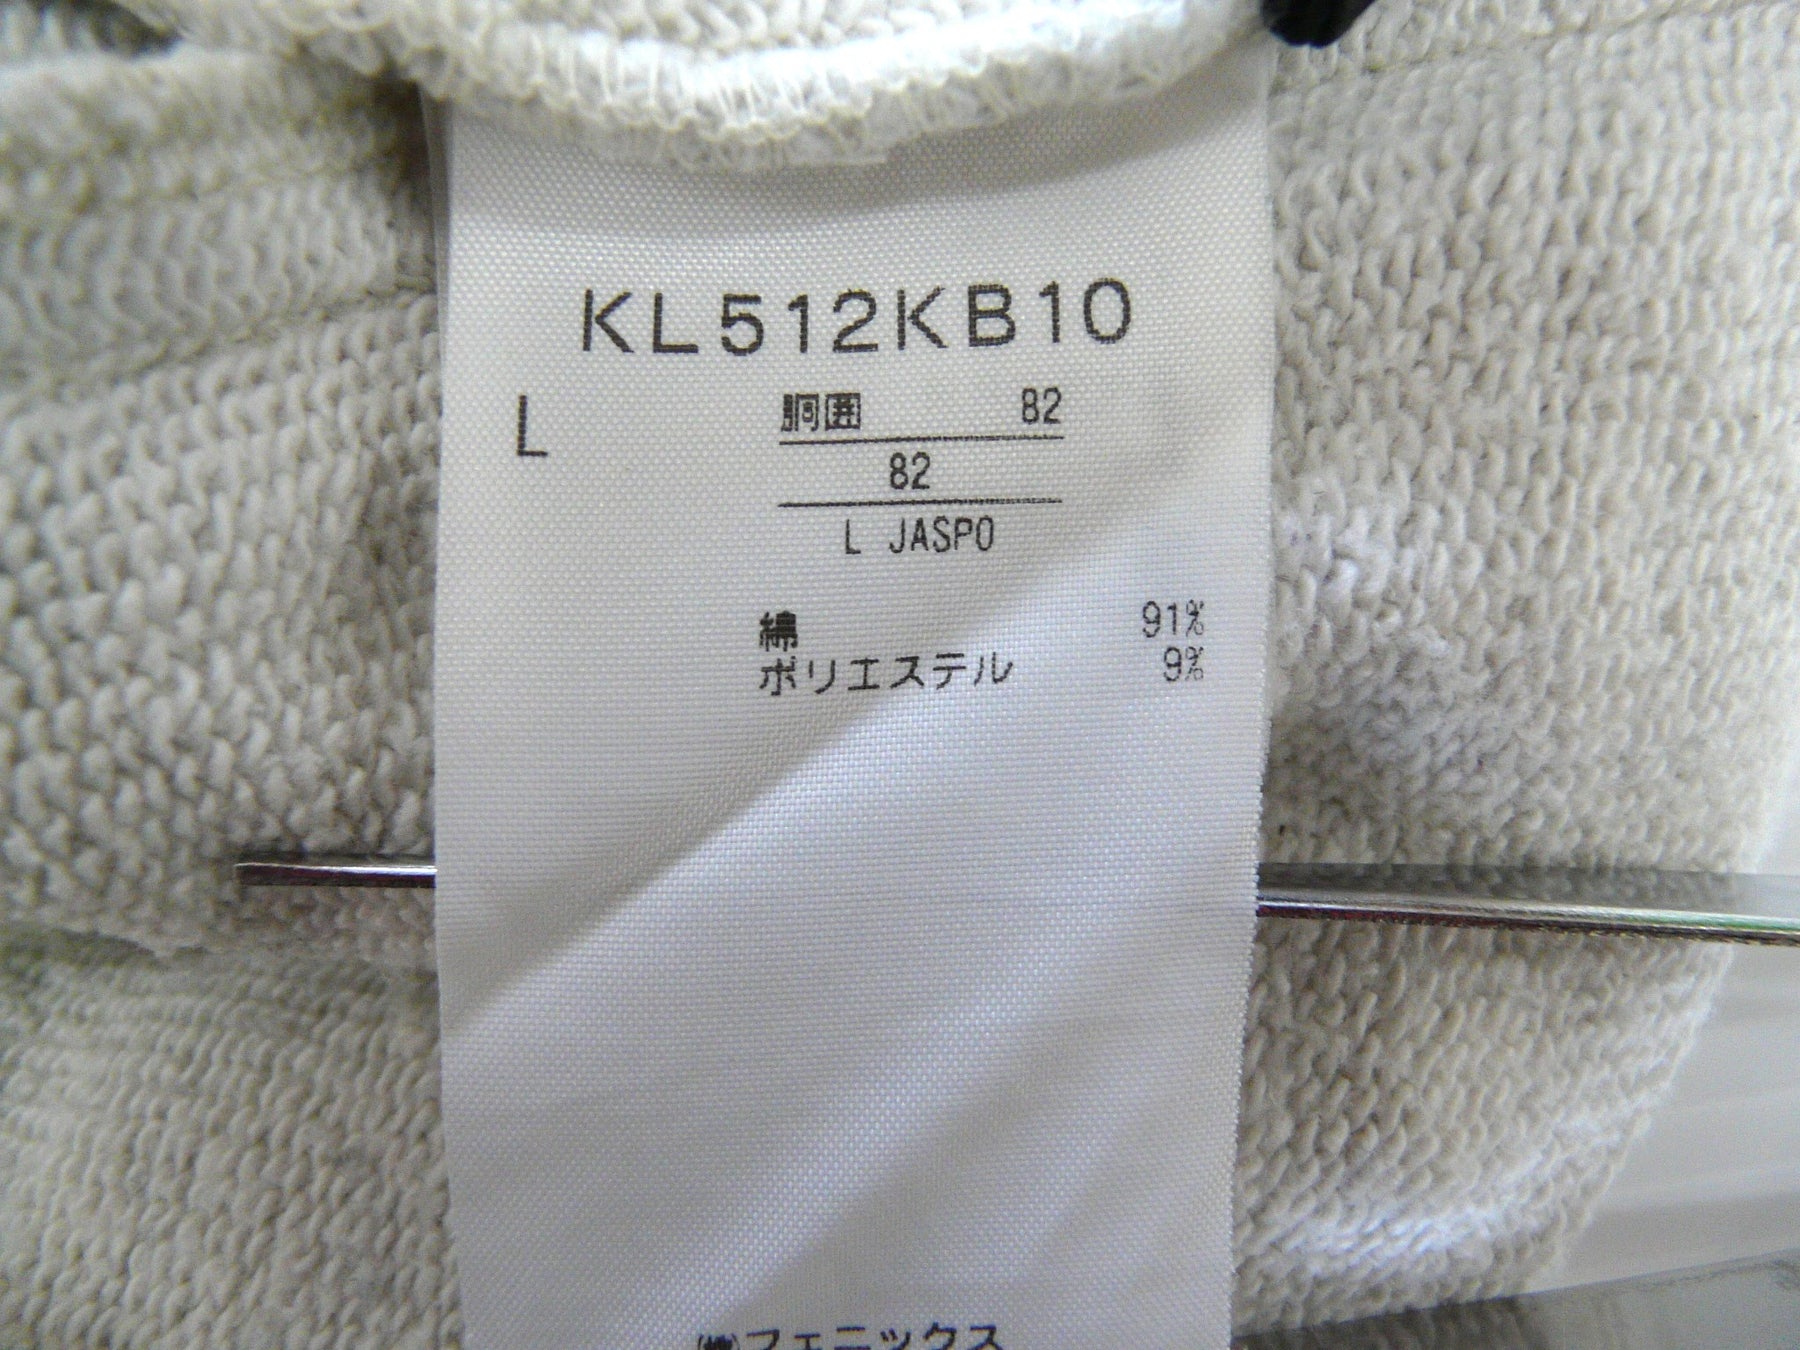 KL512KB10
L 胴囲 82
82
L JASPO
綿 91%
ポリエステル 9%
㈱フェニックス